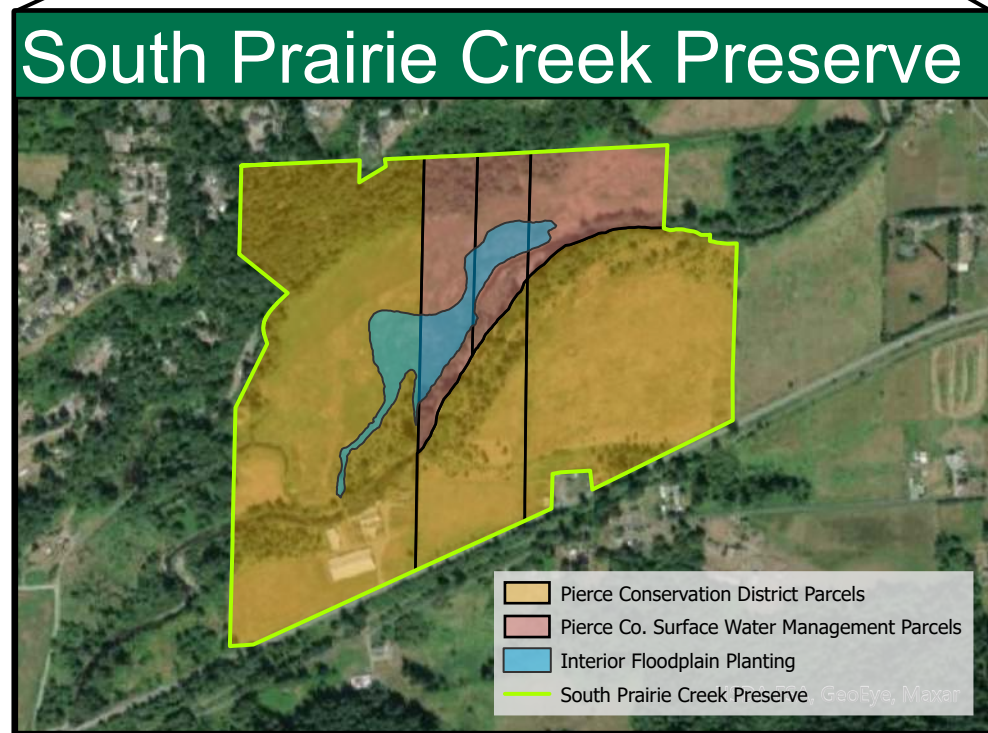 South Prairie Creek Preserve
Pierce Conservation District Parcels
Pierce Co. Surface Water Management Parcels
Interior Floodplain Planting
South Prairie Creek Preserve
, GeoEye, Maxar